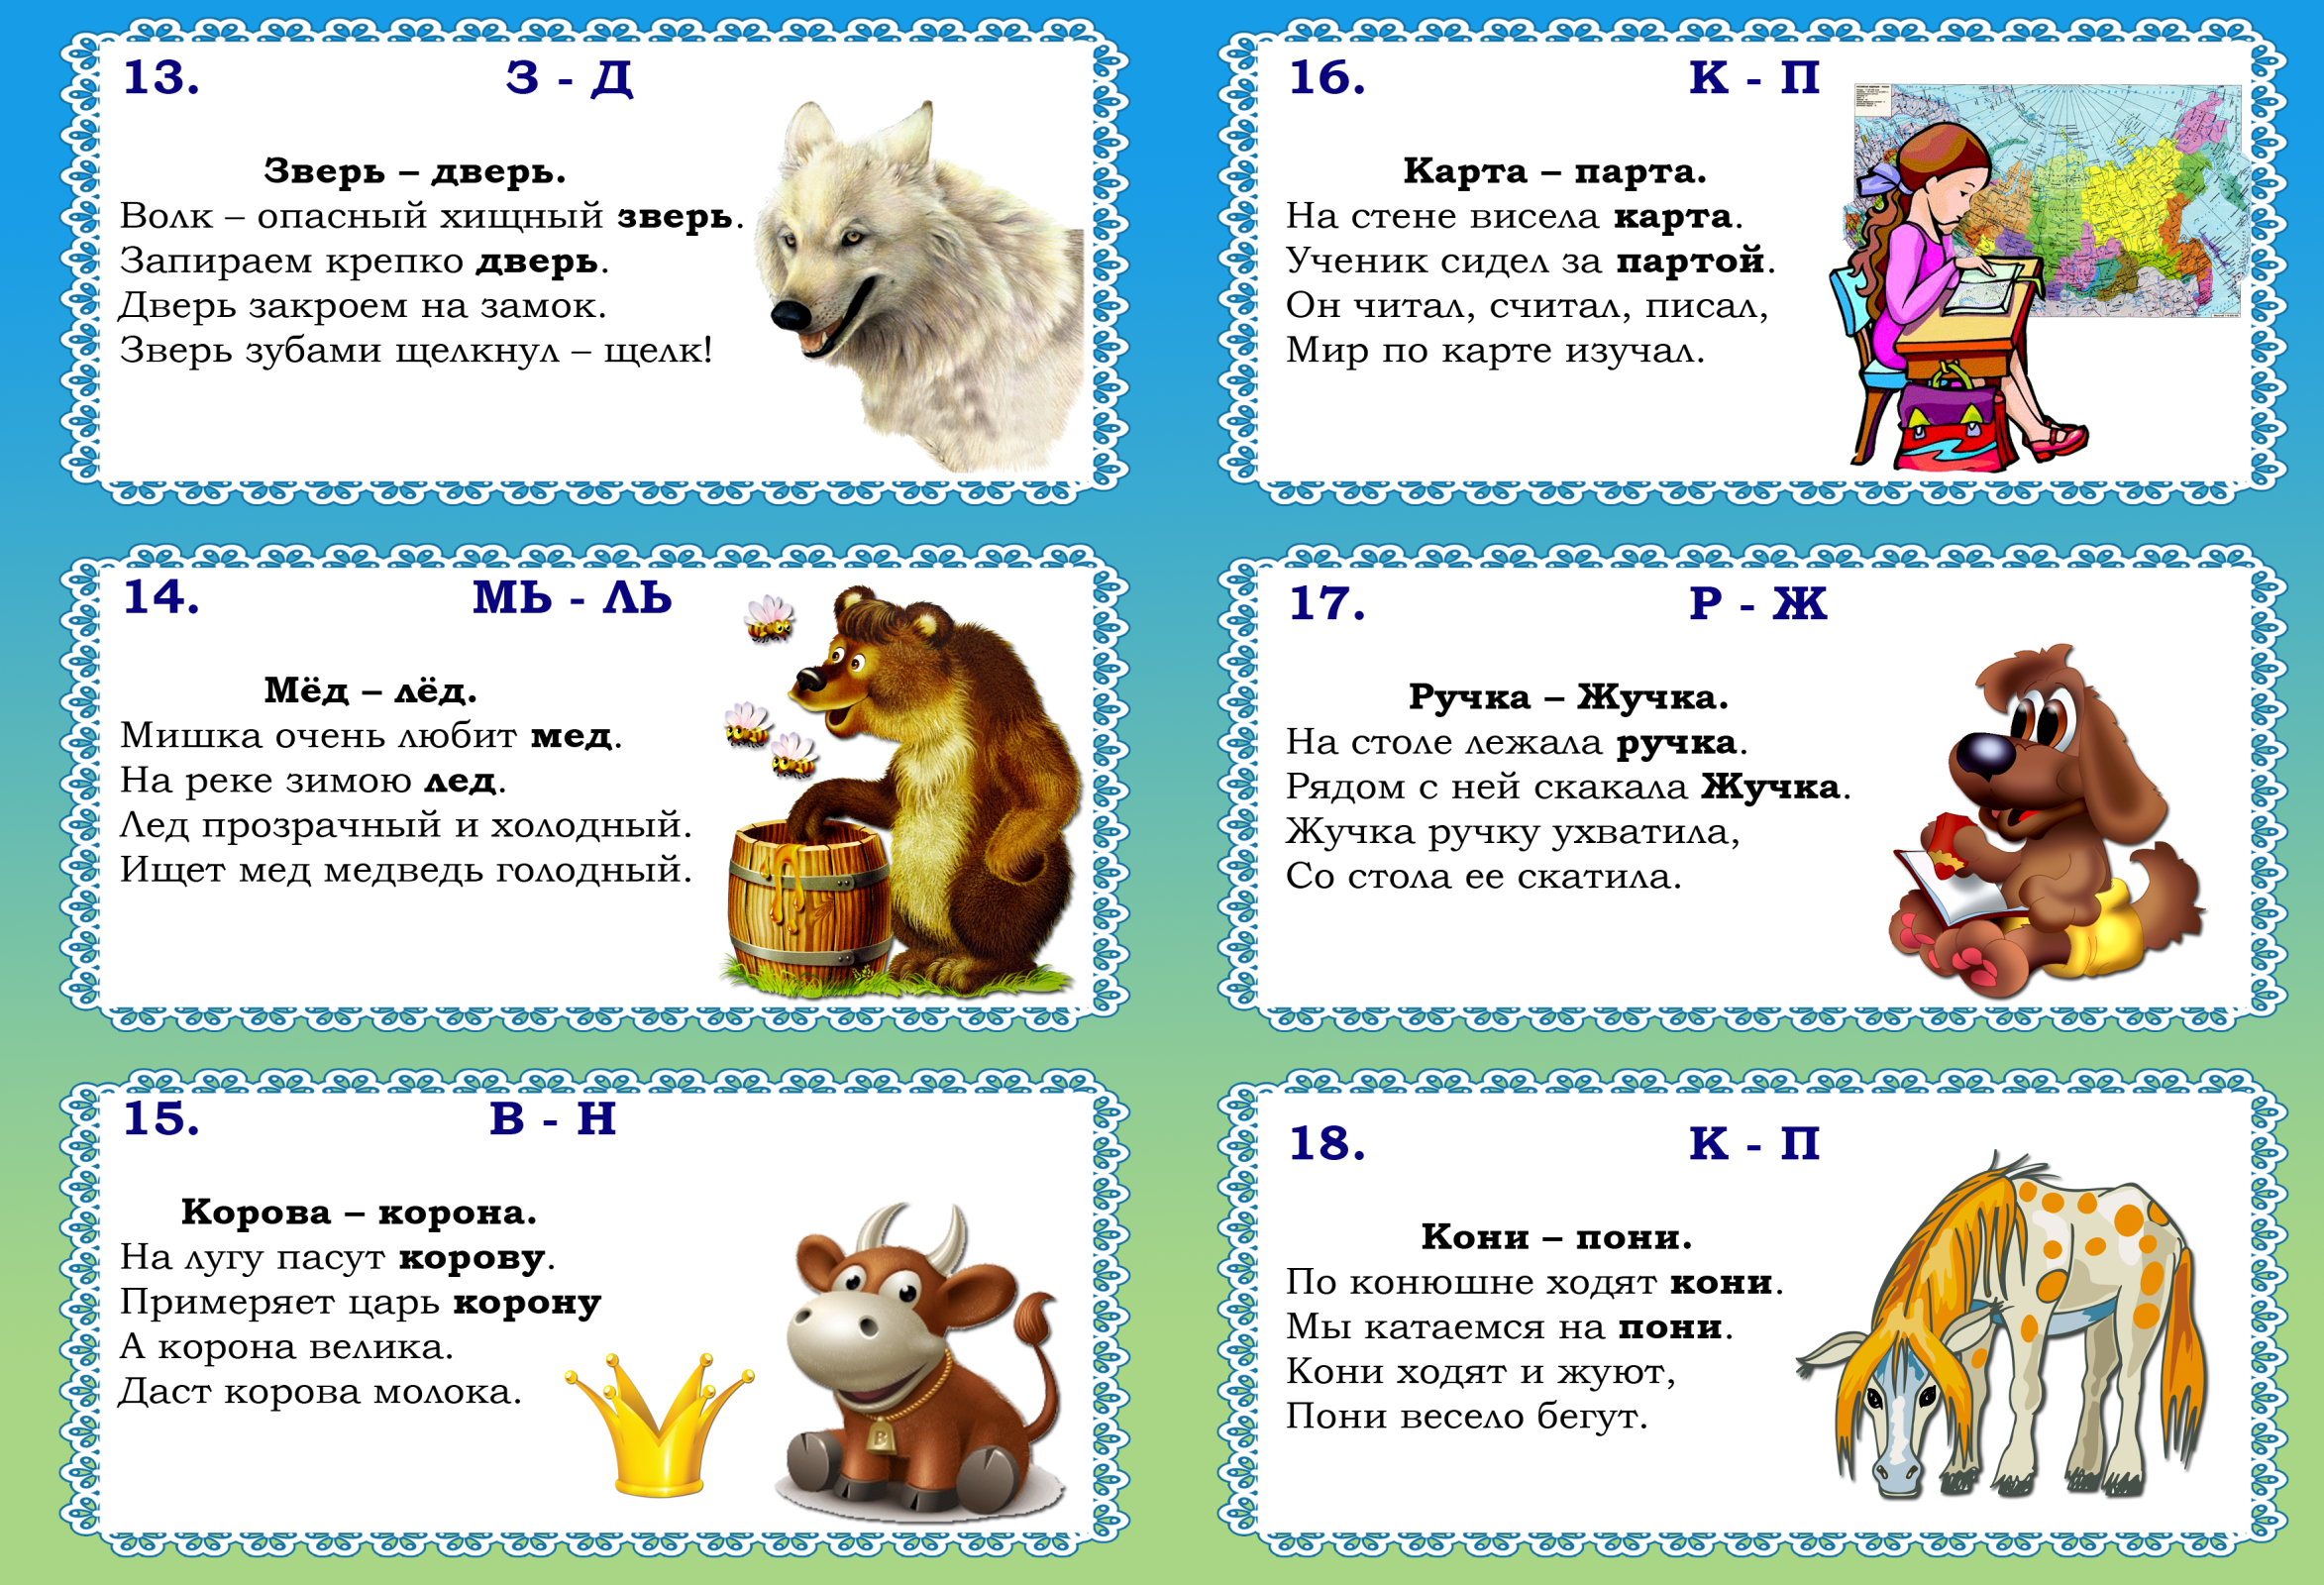 13.
З - Д
Зверь – дверь.
Волк – опасный хищный зверь.
Запираем крепко дверь.
Дверь закроем на замок.
Зверь зубами щелкнул – щелк!
14.
МЬ - ЛЬ
Мёд – лёд.
Мишка очень любит мед.
На реке зимою лед.
Лед прозрачный и холодный.
Ищет мед медведь голодный.
15.
В - Н
Корова – корона.
На лугу пасут корову.
Примеряет царь корону
А корона велика.
Даст корова молока.
В
16.
К - П
Карта – парта.
На стене висела карта.
Ученик сидел за партой.
Он читал, считал, писал,
Мир по карте изучал.
17.
Р - Ж
Ручка – Жучка.
На столе лежала ручка.
Рядом с ней скакала Жучка.
Жучка ручку ухватила,
Со стола ее скатила.
18.
К - П
Кони – пони.
По конюшне ходят кони.
Мы катаемся на пони.
Кони ходят и жуют,
Пони весело бегут.